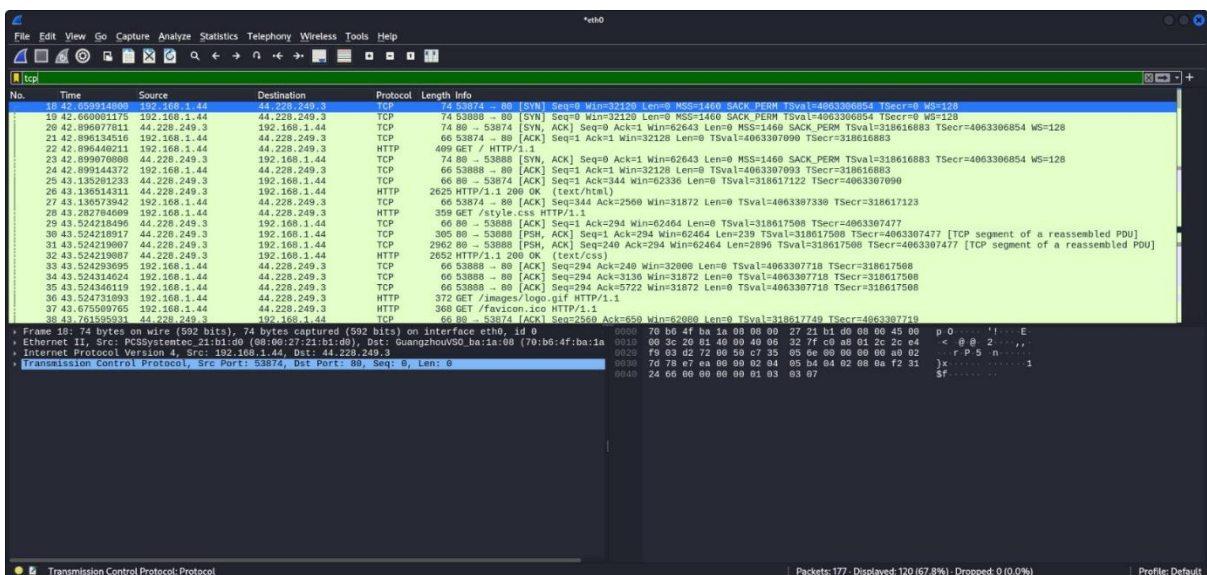 *eth0
File Edit View Go Capture Analyze Statistics Telephony Wireless Tools Help
tcp
No. Time Source Destination Protocol Length Info
18 42.659914800 192.168.1.44 44.228.249.3 TCP 74 53874 → 80 [SYN] Seq=0 Win=32120 Len=0 MSS=1460 SACK_PERM TSval=4063306854 TSecr=0 WS=128
19 42.660001175 192.168.1.44 44.228.249.3 TCP 74 53888 → 80 [SYN] Seq=0 Win=32120 Len=0 MSS=1460 SACK_PERM TSval=4063306854 TSecr=0 WS=128
20 42.896077811 44.228.249.3 192.168.1.44 TCP 74 80 → 53874 [SYN, ACK] Seq=0 Ack=1 Win=62643 Len=0 MSS=1460 SACK_PERM TSval=318616883 TSecr=4063306854 WS=128
21 42.896134516 192.168.1.44 44.228.249.3 TCP 66 53874 → 80 [ACK] Seq=1 Ack=1 Win=32128 Len=0 TSval=4063307090 TSecr=318616883
22 42.896440211 192.168.1.44 44.228.249.3 HTTP 409 GET / HTTP/1.1
23 42.899070808 44.228.249.3 192.168.1.44 TCP 74 80 → 53888 [SYN, ACK] Seq=0 Ack=1 Win=62643 Len=0 MSS=1460 SACK_PERM TSval=318616883 TSecr=4063306854 WS=128
24 42.899144372 192.168.1.44 44.228.249.3 TCP 66 53888 → 80 [ACK] Seq=1 Ack=1 Win=32128 Len=0 TSval=4063307093 TSecr=318616883
25 43.135201233 44.228.249.3 192.168.1.44 TCP 66 80 → 53874 [ACK] Seq=1 Ack=344 Win=62336 Len=0 TSval=318617122 TSecr=4063307090
26 43.136514311 44.228.249.3 192.168.1.44 HTTP 2625 HTTP/1.1 200 OK (text/html)
27 43.136573942 192.168.1.44 44.228.249.3 TCP 66 53874 → 80 [ACK] Seq=344 Ack=2560 Win=31872 Len=0 TSval=4063307330 TSecr=318617123
28 43.282704609 192.168.1.44 44.228.249.3 HTTP 359 GET /style.css HTTP/1.1
29 43.524218496 44.228.249.3 192.168.1.44 TCP 66 80 → 53888 [ACK] Seq=1 Ack=294 Win=62464 Len=0 TSval=318617508 TSecr=4063307477
30 43.524218917 44.228.249.3 192.168.1.44 TCP 305 80 → 53888 [PSH, ACK] Seq=1 Ack=294 Win=62464 Len=239 TSval=318617508 TSecr=4063307477 [TCP segment of a reassembled PDU]
31 43.524219007 44.228.249.3 192.168.1.44 TCP 2962 80 → 53888 [PSH, ACK] Seq=240 Ack=294 Win=62464 Len=2896 TSval=318617508 TSecr=4063307477 [TCP segment of a reassembled PDU]
32 43.524219087 44.228.249.3 192.168.1.44 HTTP 2652 HTTP/1.1 200 OK (text/css)
33 43.524293695 192.168.1.44 44.228.249.3 TCP 66 53888 → 80 [ACK] Seq=294 Ack=240 Win=32000 Len=0 TSval=4063307718 TSecr=318617508
34 43.524314624 192.168.1.44 44.228.249.3 TCP 66 53888 → 80 [ACK] Seq=294 Ack=3136 Win=31872 Len=0 TSval=4063307718 TSecr=318617508
35 43.524346119 192.168.1.44 44.228.249.3 TCP 66 53888 → 80 [ACK] Seq=294 Ack=5722 Win=31872 Len=0 TSval=4063307718 TSecr=318617508
36 43.524731093 192.168.1.44 44.228.249.3 HTTP 372 GET /images/logo.gif HTTP/1.1
37 43.675509765 192.168.1.44 44.228.249.3 HTTP 368 GET /favicon.ico HTTP/1.1
38 43.761595931 44.228.249.3 192.168.1.44 TCP 66 80 → 53874 [ACK] Seq=2560 Ack=650 Win=62080 Len=0 TSval=318617749 TSecr=4063307719
Frame 18: 74 bytes on wire (592 bits), 74 bytes captured (592 bits) on interface eth0, id 0
Ethernet II, Src: PCSSystemtec_21:b1:d0 (08:00:27:21:b1:d0), Dst: GuangzhouVSO_ba:1a:08 (70:b6:4f:ba:1a
Internet Protocol Version 4, Src: 192.168.1.44, Dst: 44.228.249.3
Transmission Control Protocol, Src Port: 53874, Dst Port: 80, Seq: 0, Len: 0
0000 70 b6 4f ba 1a 08 08 00 27 21 b1 d0 08 00 45 00 p·O·····'!····E·
0010 00 3c 20 81 40 00 40 06 32 7f c0 a8 01 2c 2c e4 ·< ·@·@·2····,,·
0020 f9 03 d2 72 00 50 c7 35 05 6e 00 00 00 00 a0 02 ···r·P·5·n······
0030 7d 78 e7 ea 00 00 02 04 05 b4 04 02 08 0a f2 31 }x·············1
0040 24 66 00 00 00 00 01 03 03 07 $f········
Transmission Control Protocol: Protocol
Packets: 177 · Displayed: 120 (67.8%) · Dropped: 0 (0.0%)
Profile: Default